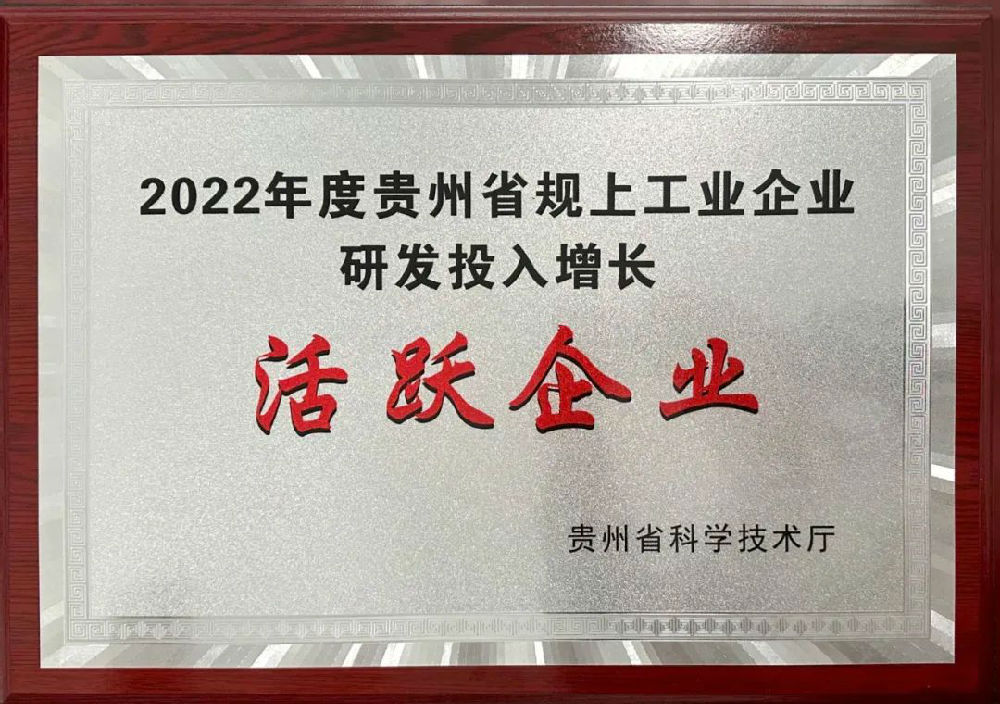 2022年度贵州省规上工业企业
研发投入增长
活跃企业
贵州省科学技术厅